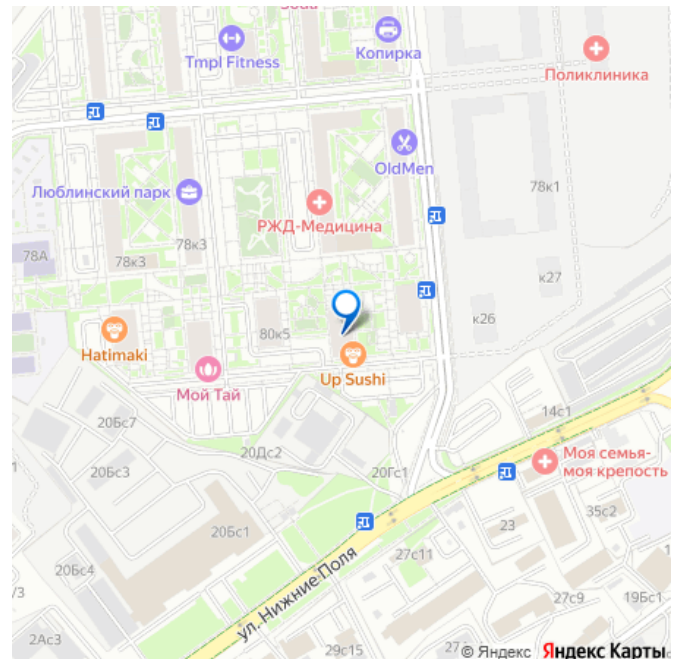 Tmpl Fitness
Копирка
Поликлиника
OldMen
Люблинский парк
РЖД-Медицина
78к1
78А
78к3
78к3
к27
к26
80к5
Hatimaki
Мой Тай
Up Sushi
14с1
20Бс7
20Дс2
20Гс1
Моя семья-
моя крепость
20Бс3
35с2
23
20Бс1
27с11
20Бс4
ул. Нижние Поля
27с9
19Бс1
2Ас3
29с15
© Яндекс Яндекс Карты